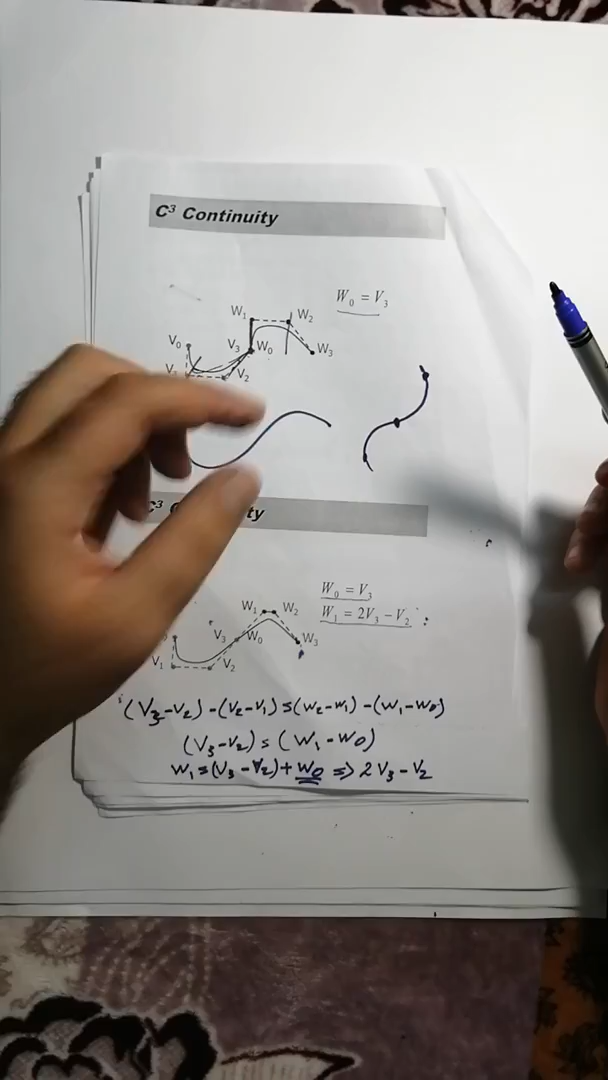 C³ Continuity
W₀ = V₃
W₁ W₂
V₀ V₃ W₀ W₃
V₂
ty
W₀ = V₃
W₁ = 2V₃ − V₂
W₁ W₂
V₃ W₀ W₃
V₁ V₂
(V₃-V₂) - (V₂-V₁) = (W₂-W₁) - (W₁-W₀)
(V₃-V₂) = (W₁-W₀)
W₁ = (V₃-V₂) + W₀ => 2V₃-V₂